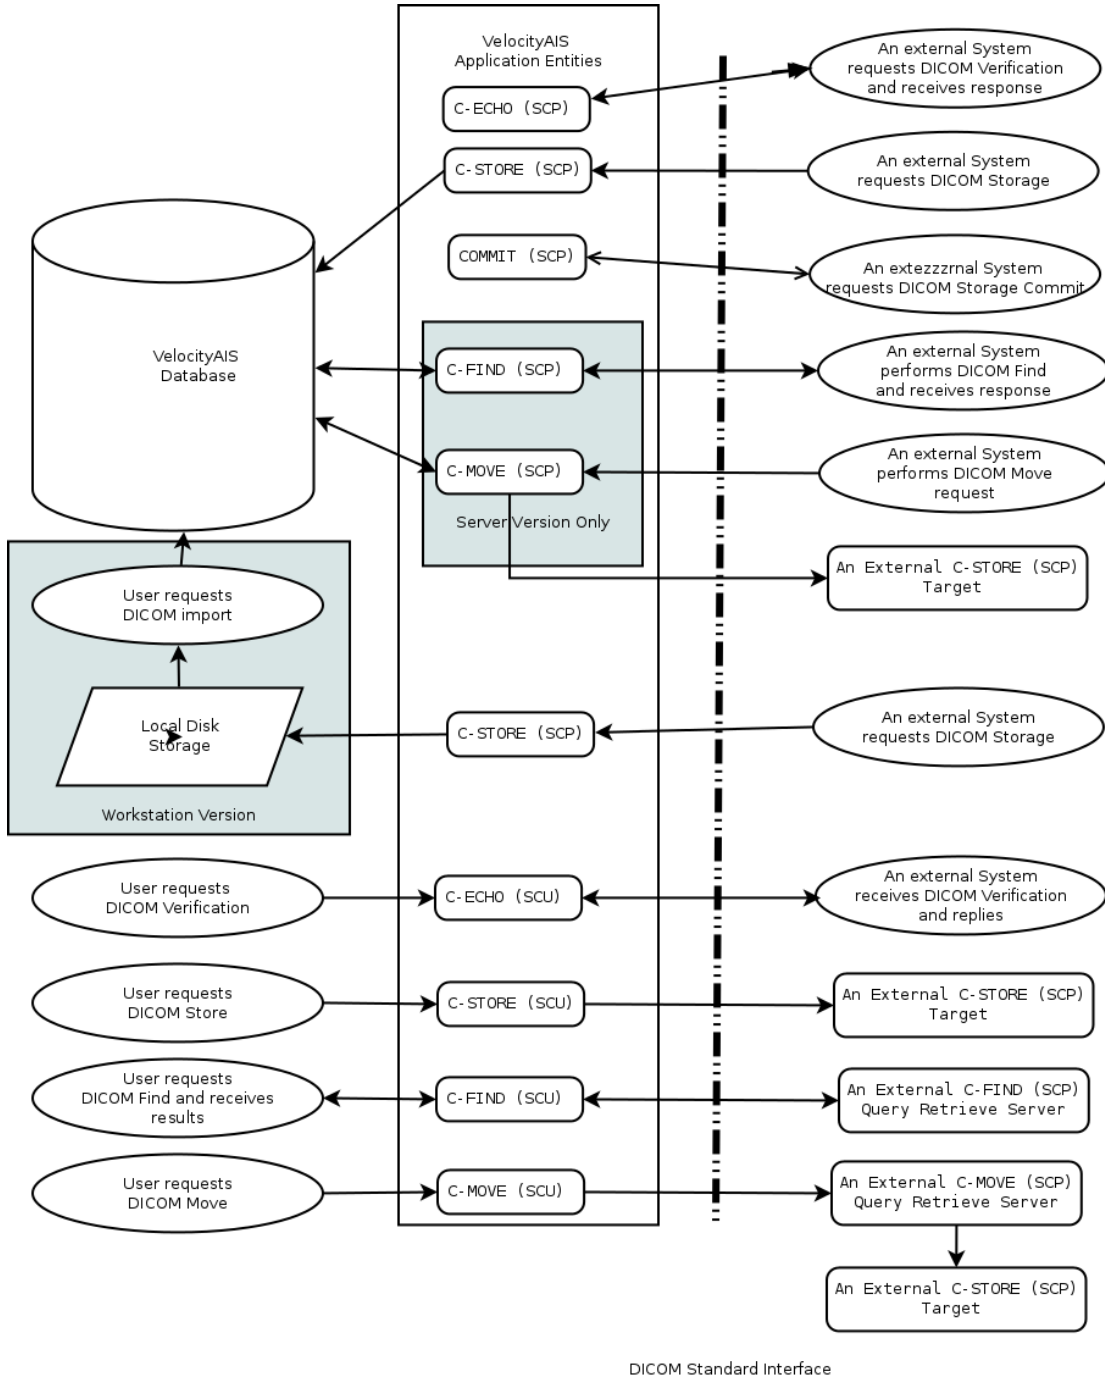 VelocityAIS
Application Entities
An external System
requests DICOM Verification
and receives response
C-ECHO (SCP)
C-STORE (SCP)
An external System
requests DICOM Storage
COMMIT (SCP)
An extezzzrnal System
requests DICOM Storage Commit
VelocityAIS
Database
C-FIND (SCP)
An external System
performs DICOM Find
and receives response
C-MOVE (SCP)
An external System
performs DICOM Move
request
Server Version Only
An External C-STORE (SCP)
Target
User requests
DICOM import
Local Disk
Storage
C-STORE (SCP)
An external System
requests DICOM Storage
Workstation Version
User requests
DICOM Verification
C-ECHO (SCU)
An external System
receives DICOM Verification
and replies
User requests
DICOM Store
C-STORE (SCU)
An External C-STORE (SCP)
Target
User requests
DICOM Find and receives
results
C-FIND (SCU)
An External C-FIND (SCP)
Query Retrieve Server
User requests
DICOM Move
C-MOVE (SCU)
An External C-MOVE (SCP)
Query Retrieve Server
An External C-STORE (SCP)
Target
DICOM Standard Interface